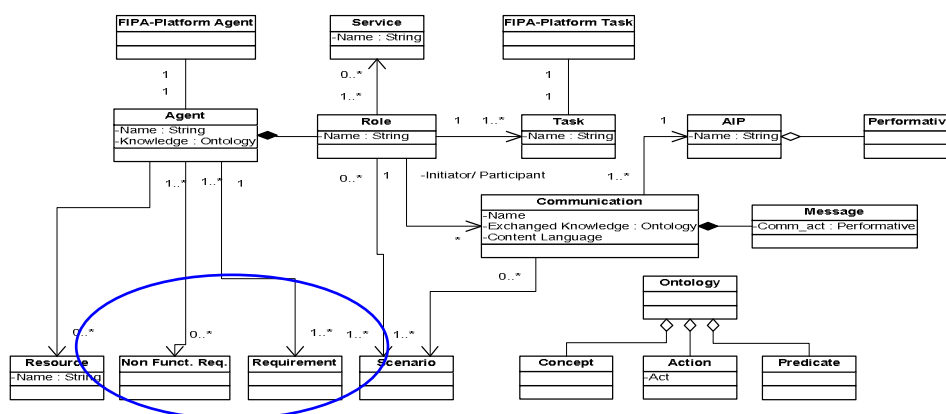 FIPA-Platform Agent
Service
-Name : String
FIPA-Platform Task
1
1
0..*
1..*
1
1
Agent
-Name : String
-Knowledge : Ontology
Role
-Name : String
1
1..*
Task
-Name : String
1
AIP
-Name : String
Performativ
1..*
1..*
1
0..*
1
-Initiator/ Participant
1..*
*
Communication
-Name
-Exchanged Knowledge : Ontology
-Content Language
Message
-Comm_act : Performative
0..*
Ontology
0..*
0..*
1..*
1..*
1..*
Resource
-Name : String
Non Funct. Req.
Requirement
Scenario
Concept
Action
-Act
Predicate